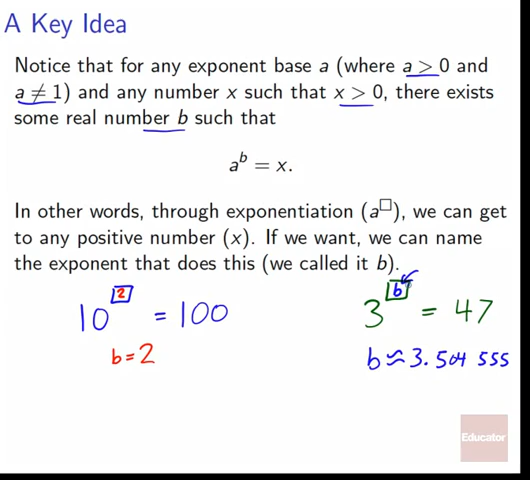 A Key Idea
Notice that for any exponent base a (where a > 0 and
a ≠ 1) and any number x such that x > 0, there exists
some real number b such that
a^b = x.
In other words, through exponentiation (a^□), we can get
to any positive number (x). If we want, we can name
the exponent that does this (we called it b).
10^2 = 100
b = 2
3^b = 47
b ≈ 3.504 555
Educator